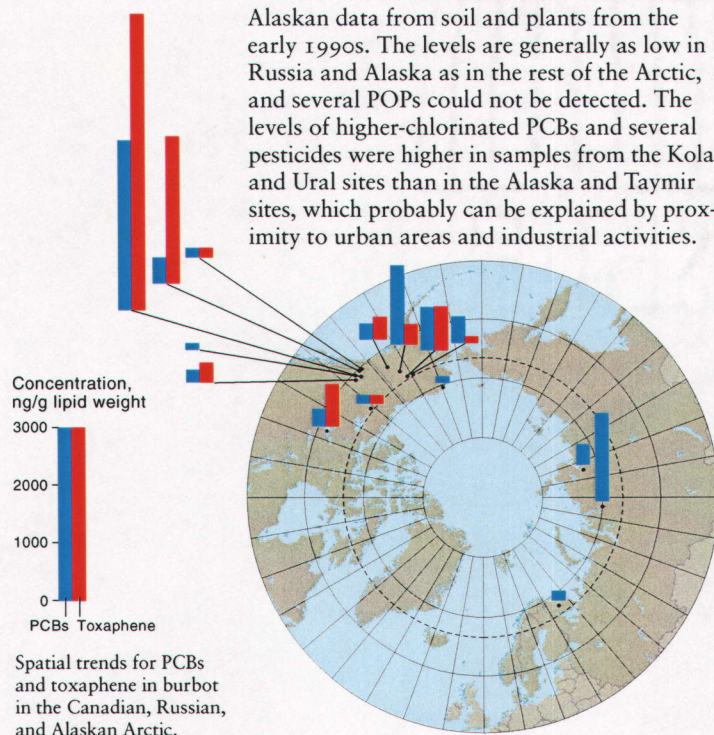 Alaskan data from soil and plants from the
early 1990s. The levels are generally as low in
Russia and Alaska as in the rest of the Arctic,
and several POPs could not be detected. The
levels of higher-chlorinated PCBs and several
pesticides were higher in samples from the Kola
and Ural sites than in the Alaska and Taymir
sites, which probably can be explained by prox-
imity to urban areas and industrial activities.
Concentration,
ng/g lipid weight
3000
2000
1000
0
PCBs Toxaphene
Spatial trends for PCBs
and toxaphene in burbot
in the Canadian, Russian,
and Alaskan Arctic.